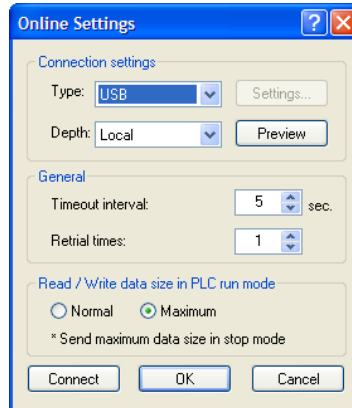 Online Settings
Connection settings
Type: USB Settings...
Depth: Local Preview
General
Timeout interval: 5 sec.
Retrial times: 1
Read / Write data size in PLC run mode
Normal Maximum
* Send maximum data size in stop mode
Connect OK Cancel